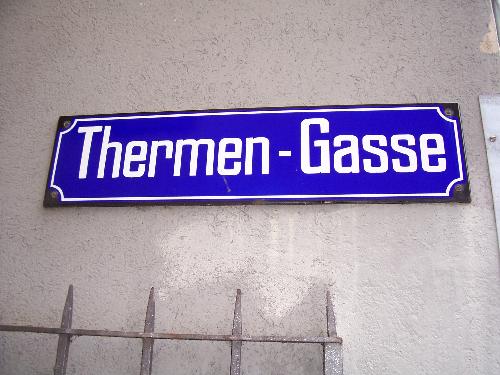 Thermen - Gasse